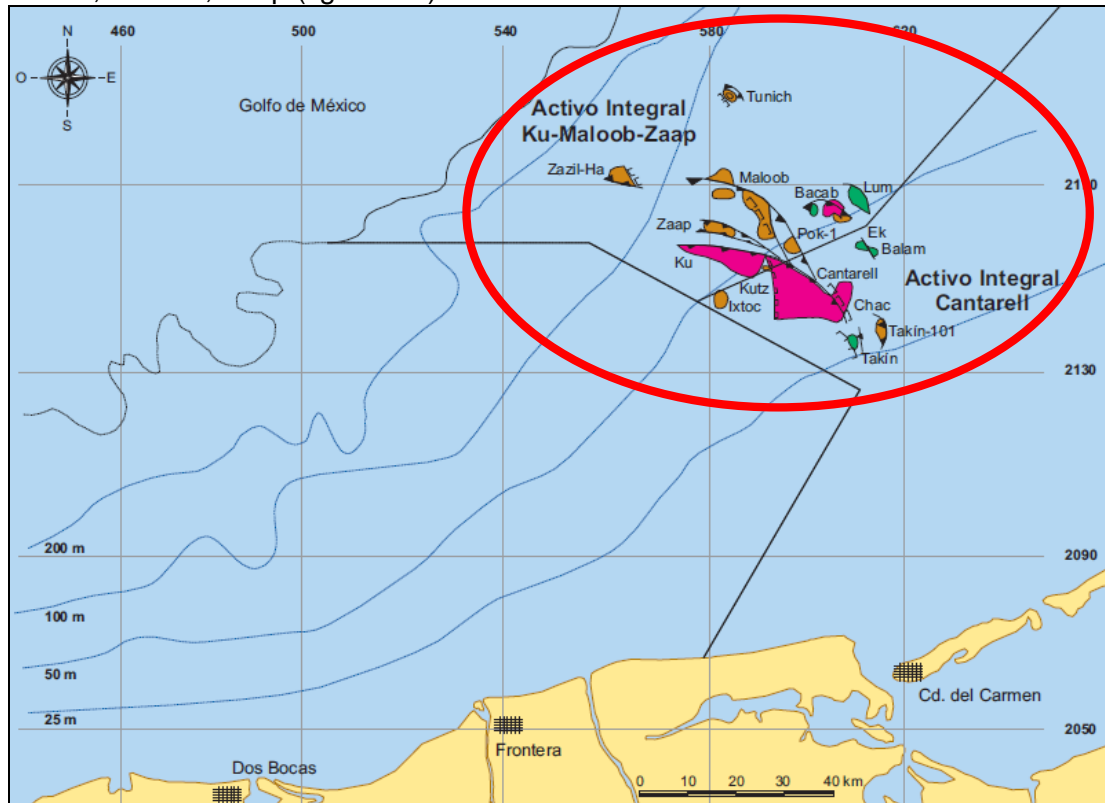 460
500
540
580
N
O
E
S
Golfo de México
Activo Integral
Ku-Maloob-Zaap
Tunich
Zazil-Ha
Maloob
Bacab
Lum
Zaap
Pok-1
Ek
Balam
Ku
Cantarell
Activo Integral
Cantarell
Kutz
Ixtoc
Chac
Takín-101
Takín
2130
200 m
2090
100 m
50 m
25 m
Cd. del Carmen
2050
Frontera
Dos Bocas
0 10 20 30 40 km